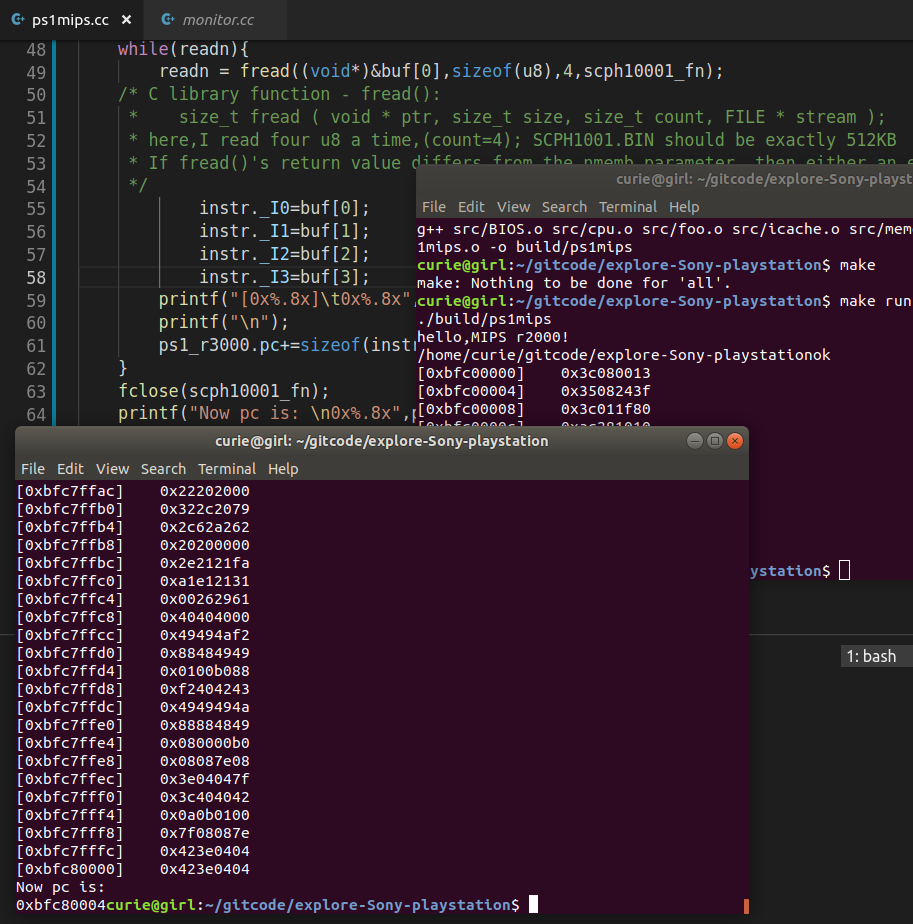 ps1mips.cc
monitor.cc
48 while(readn){
49 readn = fread((void*)&buf[0],sizeof(u8),4,scph10001_fn);
50 /* C library function - fread():
51 * size_t fread ( void * ptr, size_t size, size_t count, FILE * stream );
52 * here,I read four u8 a time,(count=4); SCPH1001.BIN should be exactly 512KB
53 * If fread()'s return value differs from the nmemb parameter, then either an e
54 */
55 instr._I0=buf[0];
56 instr._I1=buf[1];
57 instr._I2=buf[2];
58 instr._I3=buf[3];
59 printf("[0x%.8x]\t0x%.8x",
60 printf("\n");
61 ps1_r3000.pc+=sizeof(inst
62 }
63 fclose(scph10001_fn);
64 printf("Now pc is: \n0x%.8x",
curie@girl: ~/gitcode/explore-Sony-playst
File Edit View Search Terminal Help
g++ src/BIOS.o src/cpu.o src/foo.o src/icache.o src/mem
1mips.o -o build/ps1mips
curie@girl:~/gitcode/explore-Sony-playstation$ make
make: Nothing to be done for 'all'.
curie@girl:~/gitcode/explore-Sony-playstation$ make run
./build/ps1mips
hello,MIPS r2000!
/home/curie/gitcode/explore-Sony-playstationok
[0xbfc00000] 0x3c080013
[0xbfc00004] 0x3508243f
[0xbfc00008] 0x3c011f80
ystation$
1: bash
curie@girl: ~/gitcode/explore-Sony-playstation
File Edit View Search Terminal Help
[0xbfc7ffac] 0x22202000
[0xbfc7ffb0] 0x322c2079
[0xbfc7ffb4] 0x2c62a262
[0xbfc7ffb8] 0x20200000
[0xbfc7ffbc] 0x2e2121fa
[0xbfc7ffc0] 0xa1e12131
[0xbfc7ffc4] 0x00262961
[0xbfc7ffc8] 0x40404000
[0xbfc7ffcc] 0x49494af2
[0xbfc7ffd0] 0x88484949
[0xbfc7ffd4] 0x0100b088
[0xbfc7ffd8] 0xf2404243
[0xbfc7ffdc] 0x4949494a
[0xbfc7ffe0] 0x88884849
[0xbfc7ffe4] 0x080000b0
[0xbfc7ffe8] 0x08087e08
[0xbfc7ffec] 0x3e04047f
[0xbfc7fff0] 0x3c404042
[0xbfc7fff4] 0x0a0b0100
[0xbfc7fff8] 0x7f08087e
[0xbfc7fffc] 0x423e0404
[0xbfc80000] 0x423e0404
Now pc is:
0xbfc80004curie@girl:~/gitcode/explore-Sony-playstation$